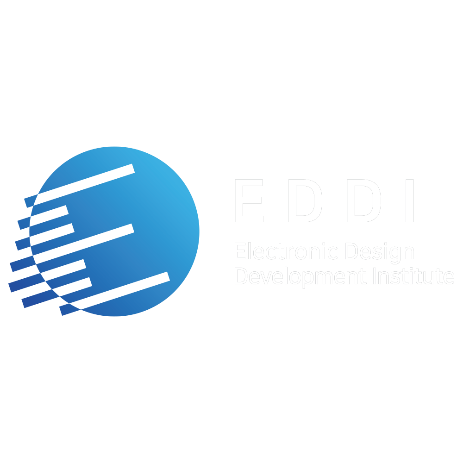 EDDI
Electronic Design
Development Institute